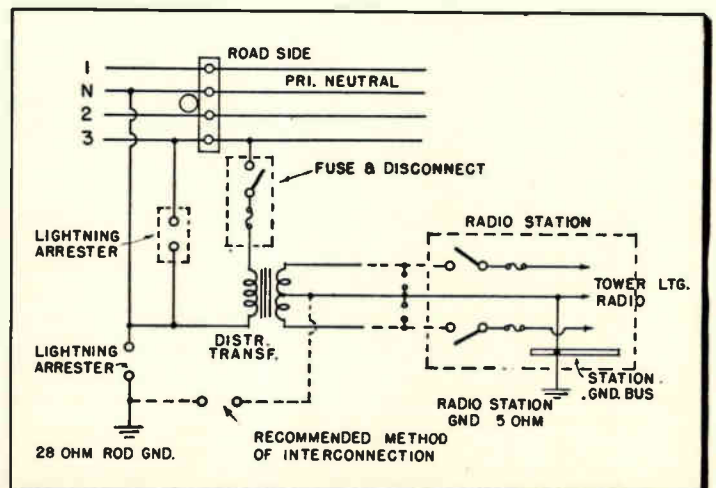 ROAD SIDE
1
N
PRI. NEUTRAL
2
3
FUSE & DISCONNECT
LIGHTNING
ARRESTER
RADIO STATION
TOWER LTG.
RADIO
DISTR.
TRANSF.
LIGHTNING
ARRESTER
STATION
GND. BUS
RADIO STATION
GND 5 OHM
28 OHM ROD GND.
RECOMMENDED METHOD
OF INTERCONNECTION